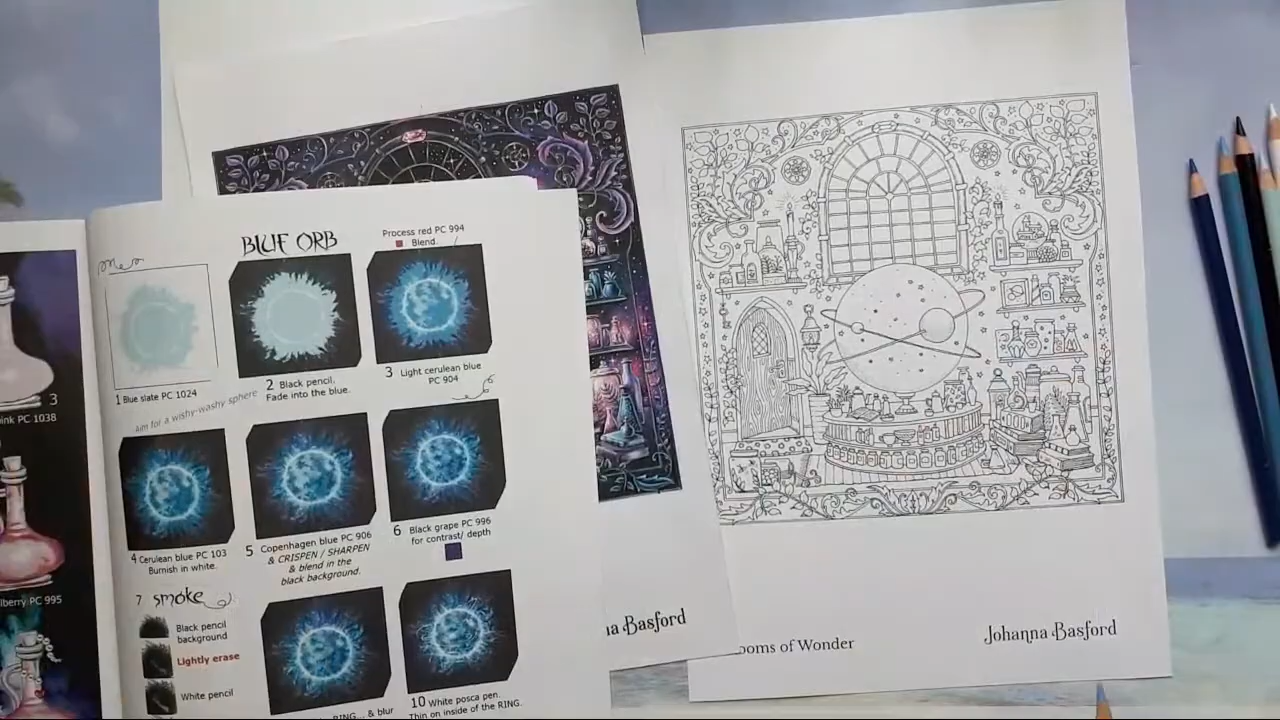 BLUE ORB
Process red PC 994
Blend.
1 Blue slate PC 1024
2 Black pencil.
Fade into the blue.
3 Light cerulean blue
PC 904
aim for a wishy-washy sphere
4 Cerulean blue PC 103
Burnish in white.
5 Copenhagen blue PC 906
& CRISPEN / SHARPEN
& blend in the
black background.
6 Black grape PC 996
for contrast/ depth
7 smoke
Black pencil
background
Lightly erase
White pencil
RING... & blur
10 White posca pen.
Thin on inside of the RING.
3
PC 1038
PC 995
Basford
of Wonder
Johanna Basford